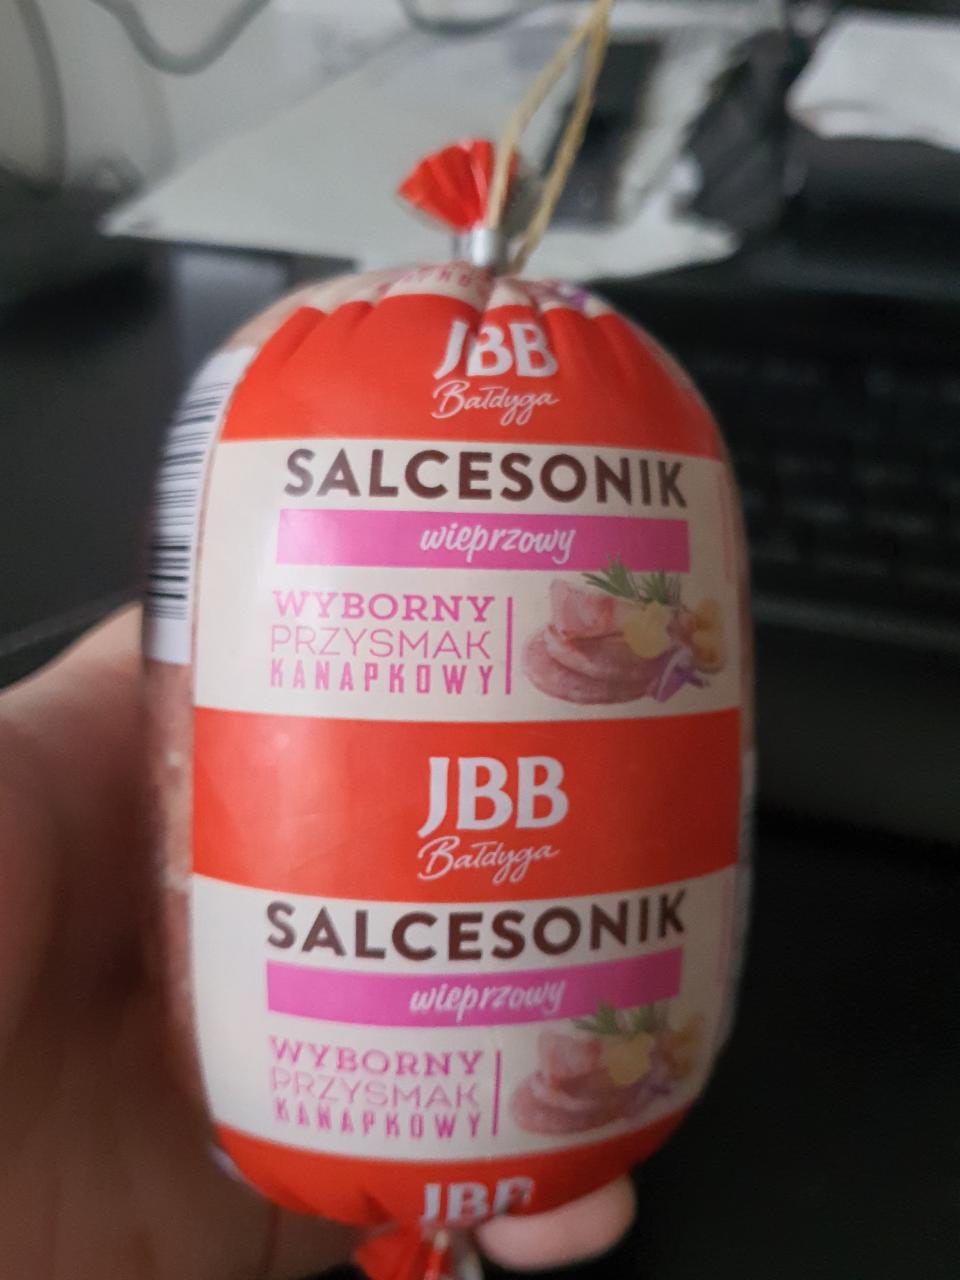 JBB
Bałdyga
SALCESONIK
wieprzowy
WYBORNY
PRZYSMAK
KANAPKOWY
JBB
Bałdyga
SALCESONIK
wieprzowy
WYBORNY
PRZYSMAK
KANAPKOWY
JBB